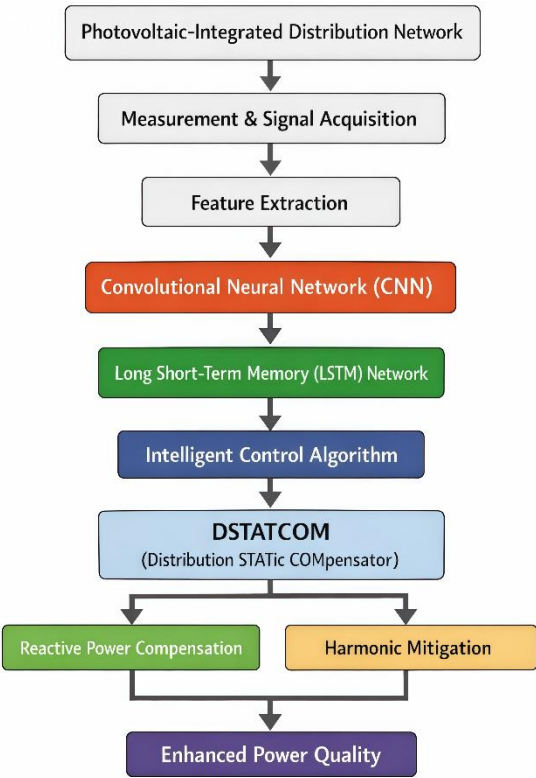 Photovoltaic-Integrated Distribution Network
Measurement & Signal Acquisition
Feature Extraction
Convolutional Neural Network (CNN)
Long Short-Term Memory (LSTM) Network
Intelligent Control Algorithm
DSTATCOM
(Distribution STATic COMpensator)
Reactive Power Compensation
Harmonic Mitigation
Enhanced Power Quality